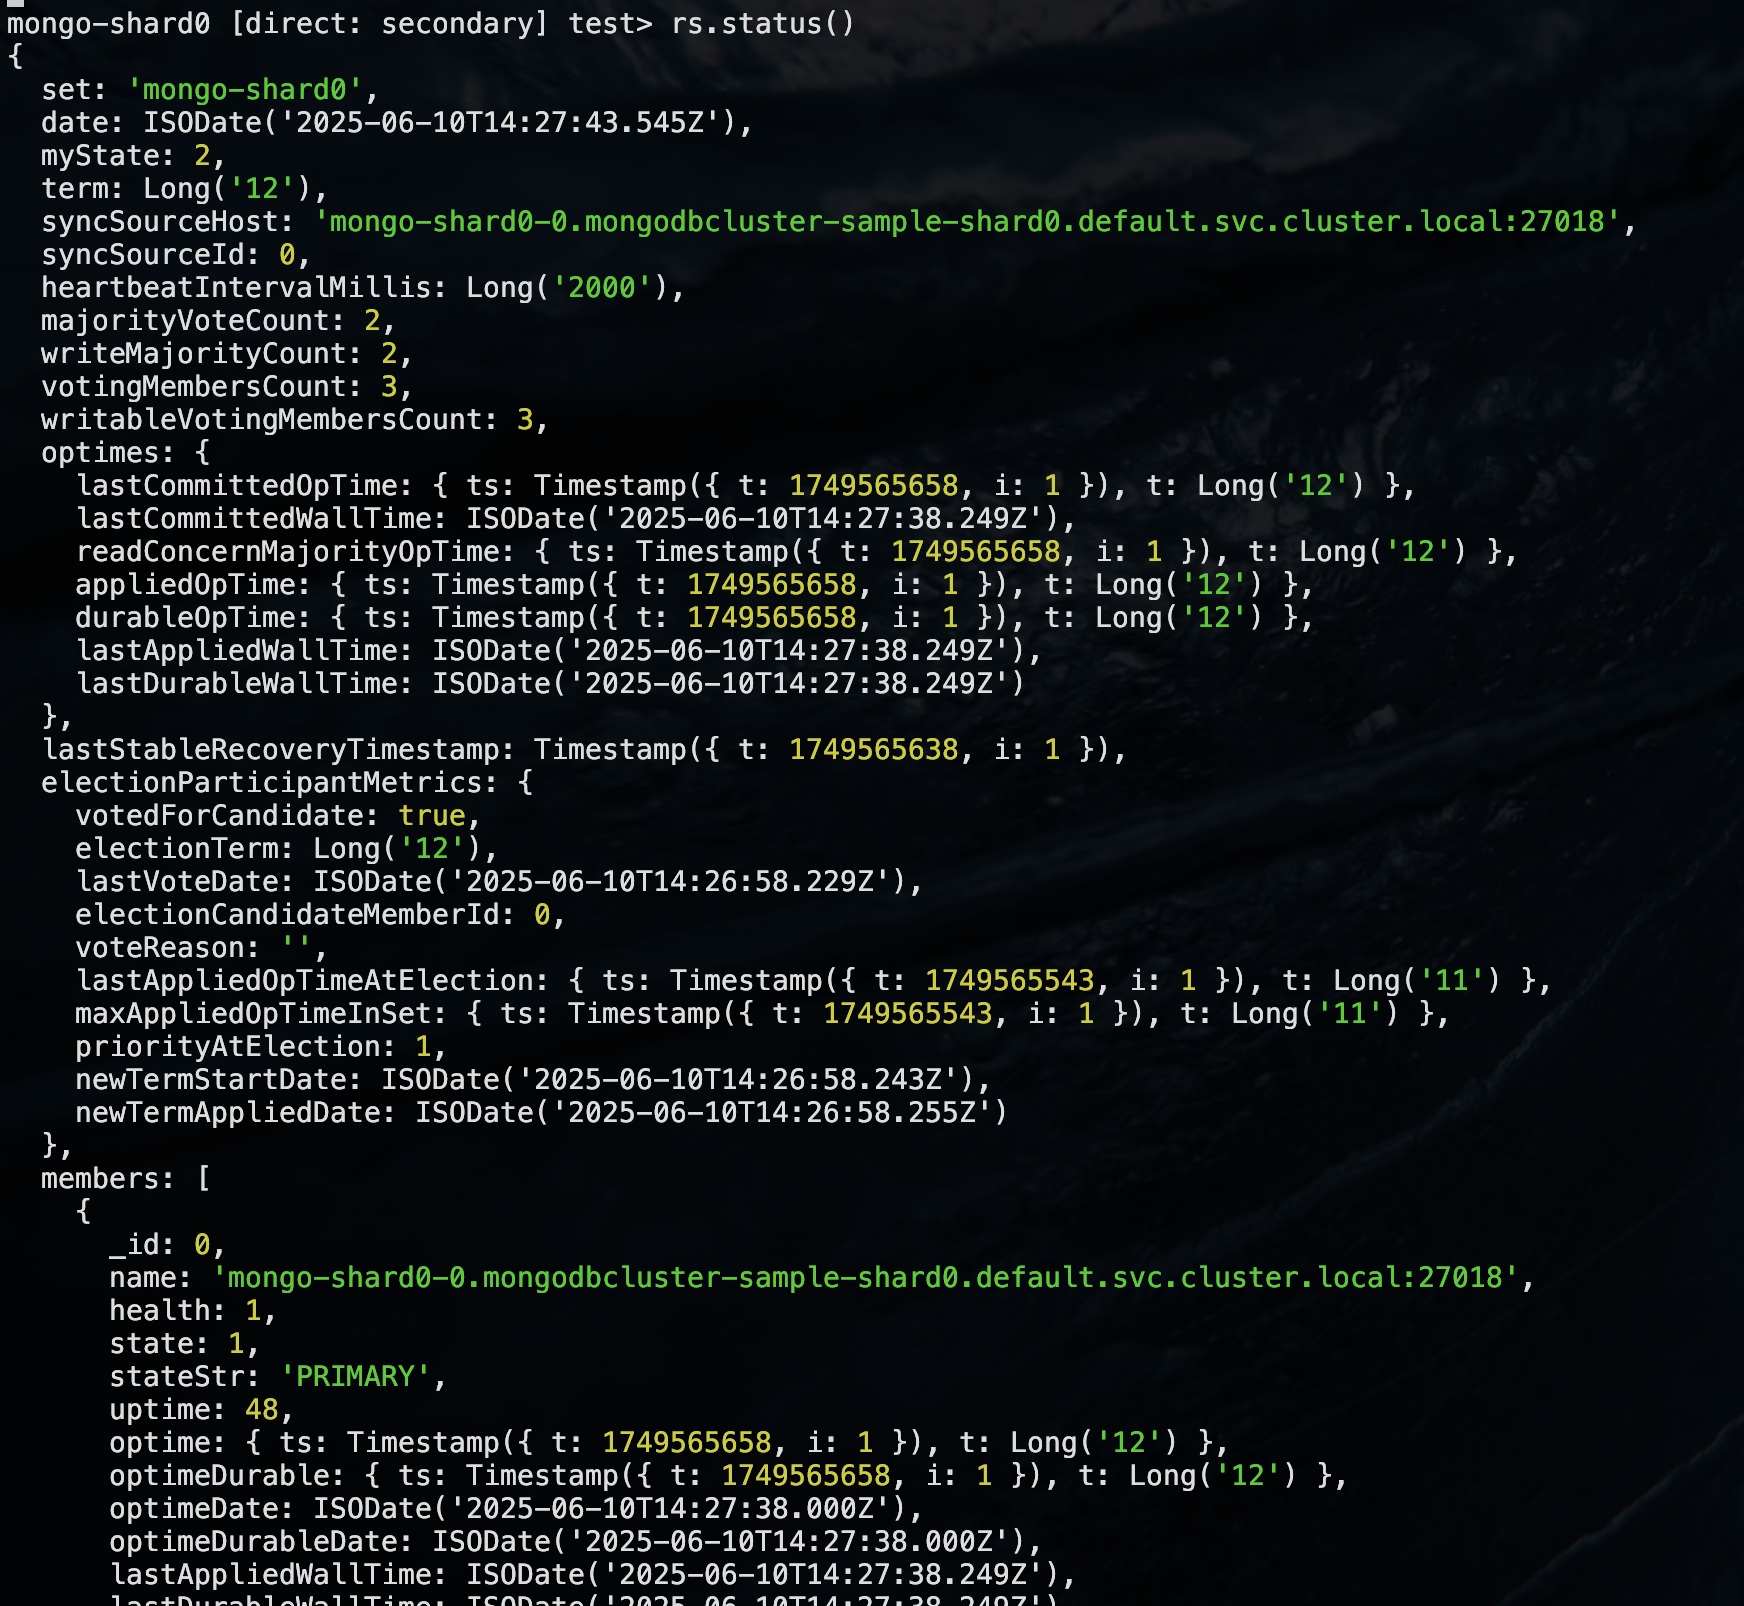 mongo-shard0 [direct: secondary] test> rs.status()
{
  set: 'mongo-shard0',
  date: ISODate('2025-06-10T14:27:43.545Z'),
  myState: 2,
  term: Long('12'),
  syncSourceHost: 'mongo-shard0-0.mongodbcluster-sample-shard0.default.svc.cluster.local:27018',
  syncSourceId: 0,
  heartbeatIntervalMillis: Long('2000'),
  majorityVoteCount: 2,
  writeMajorityCount: 2,
  votingMembersCount: 3,
  writableVotingMembersCount: 3,
  optimes: {
    lastCommittedOpTime: { ts: Timestamp({ t: 1749565658, i: 1 }), t: Long('12') },
    lastCommittedWallTime: ISODate('2025-06-10T14:27:38.249Z'),
    readConcernMajorityOpTime: { ts: Timestamp({ t: 1749565658, i: 1 }), t: Long('12') },
    appliedOpTime: { ts: Timestamp({ t: 1749565658, i: 1 }), t: Long('12') },
    durableOpTime: { ts: Timestamp({ t: 1749565658, i: 1 }), t: Long('12') },
    lastAppliedWallTime: ISODate('2025-06-10T14:27:38.249Z'),
    lastDurableWallTime: ISODate('2025-06-10T14:27:38.249Z')
  },
  lastStableRecoveryTimestamp: Timestamp({ t: 1749565638, i: 1 }),
  electionParticipantMetrics: {
    votedForCandidate: true,
    electionTerm: Long('12'),
    lastVoteDate: ISODate('2025-06-10T14:26:58.229Z'),
    electionCandidateMemberId: 0,
    voteReason: '',
    lastAppliedOpTimeAtElection: { ts: Timestamp({ t: 1749565543, i: 1 }), t: Long('11') },
    maxAppliedOpTimeInSet: { ts: Timestamp({ t: 1749565543, i: 1 }), t: Long('11') },
    priorityAtElection: 1,
    newTermStartDate: ISODate('2025-06-10T14:26:58.243Z'),
    newTermAppliedDate: ISODate('2025-06-10T14:26:58.255Z')
  },
  members: [
    {
      _id: 0,
      name: 'mongo-shard0-0.mongodbcluster-sample-shard0.default.svc.cluster.local:27018',
      health: 1,
      state: 1,
      stateStr: 'PRIMARY',
      uptime: 48,
      optime: { ts: Timestamp({ t: 1749565658, i: 1 }), t: Long('12') },
      optimeDurable: { ts: Timestamp({ t: 1749565658, i: 1 }), t: Long('12') },
      optimeDate: ISODate('2025-06-10T14:27:38.000Z'),
      optimeDurableDate: ISODate('2025-06-10T14:27:38.000Z'),
      lastAppliedWallTime: ISODate('2025-06-10T14:27:38.249Z'),
      lastDurableWallTime: ISODate('2025-06-10T14:27:38.249Z'),